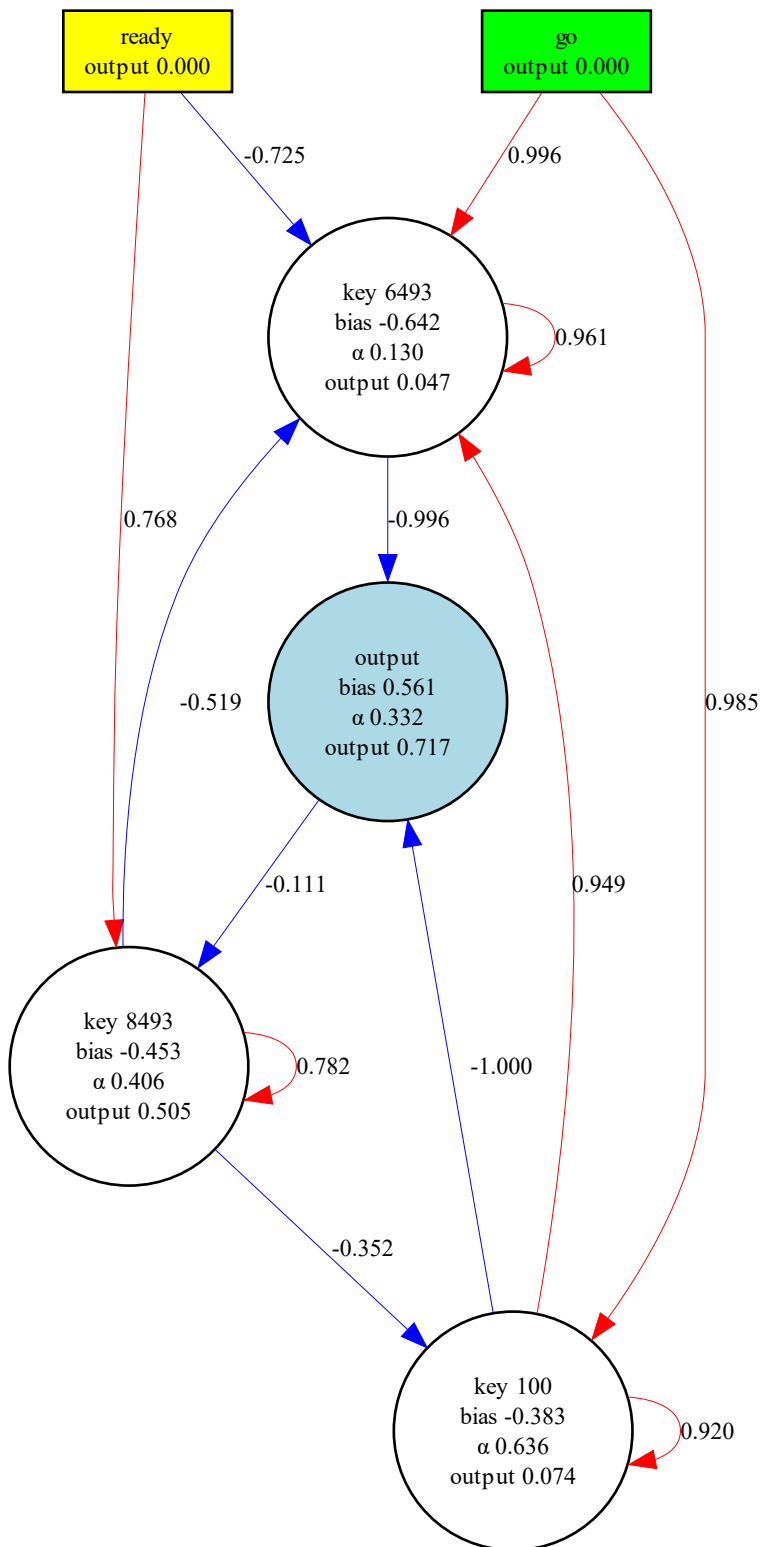 ready
output 0.000
go
output 0.000
-0.725
0.996
key 6493
bias -0.642
α 0.130
output 0.047
0.961
0.768
-0.996
output
bias 0.561
α 0.332
output 0.717
-0.519
0.985
-0.111
0.949
key 8493
bias -0.453
α 0.406
output 0.505
0.782
-1.000
-0.352
key 100
bias -0.383
α 0.636
output 0.074
0.920